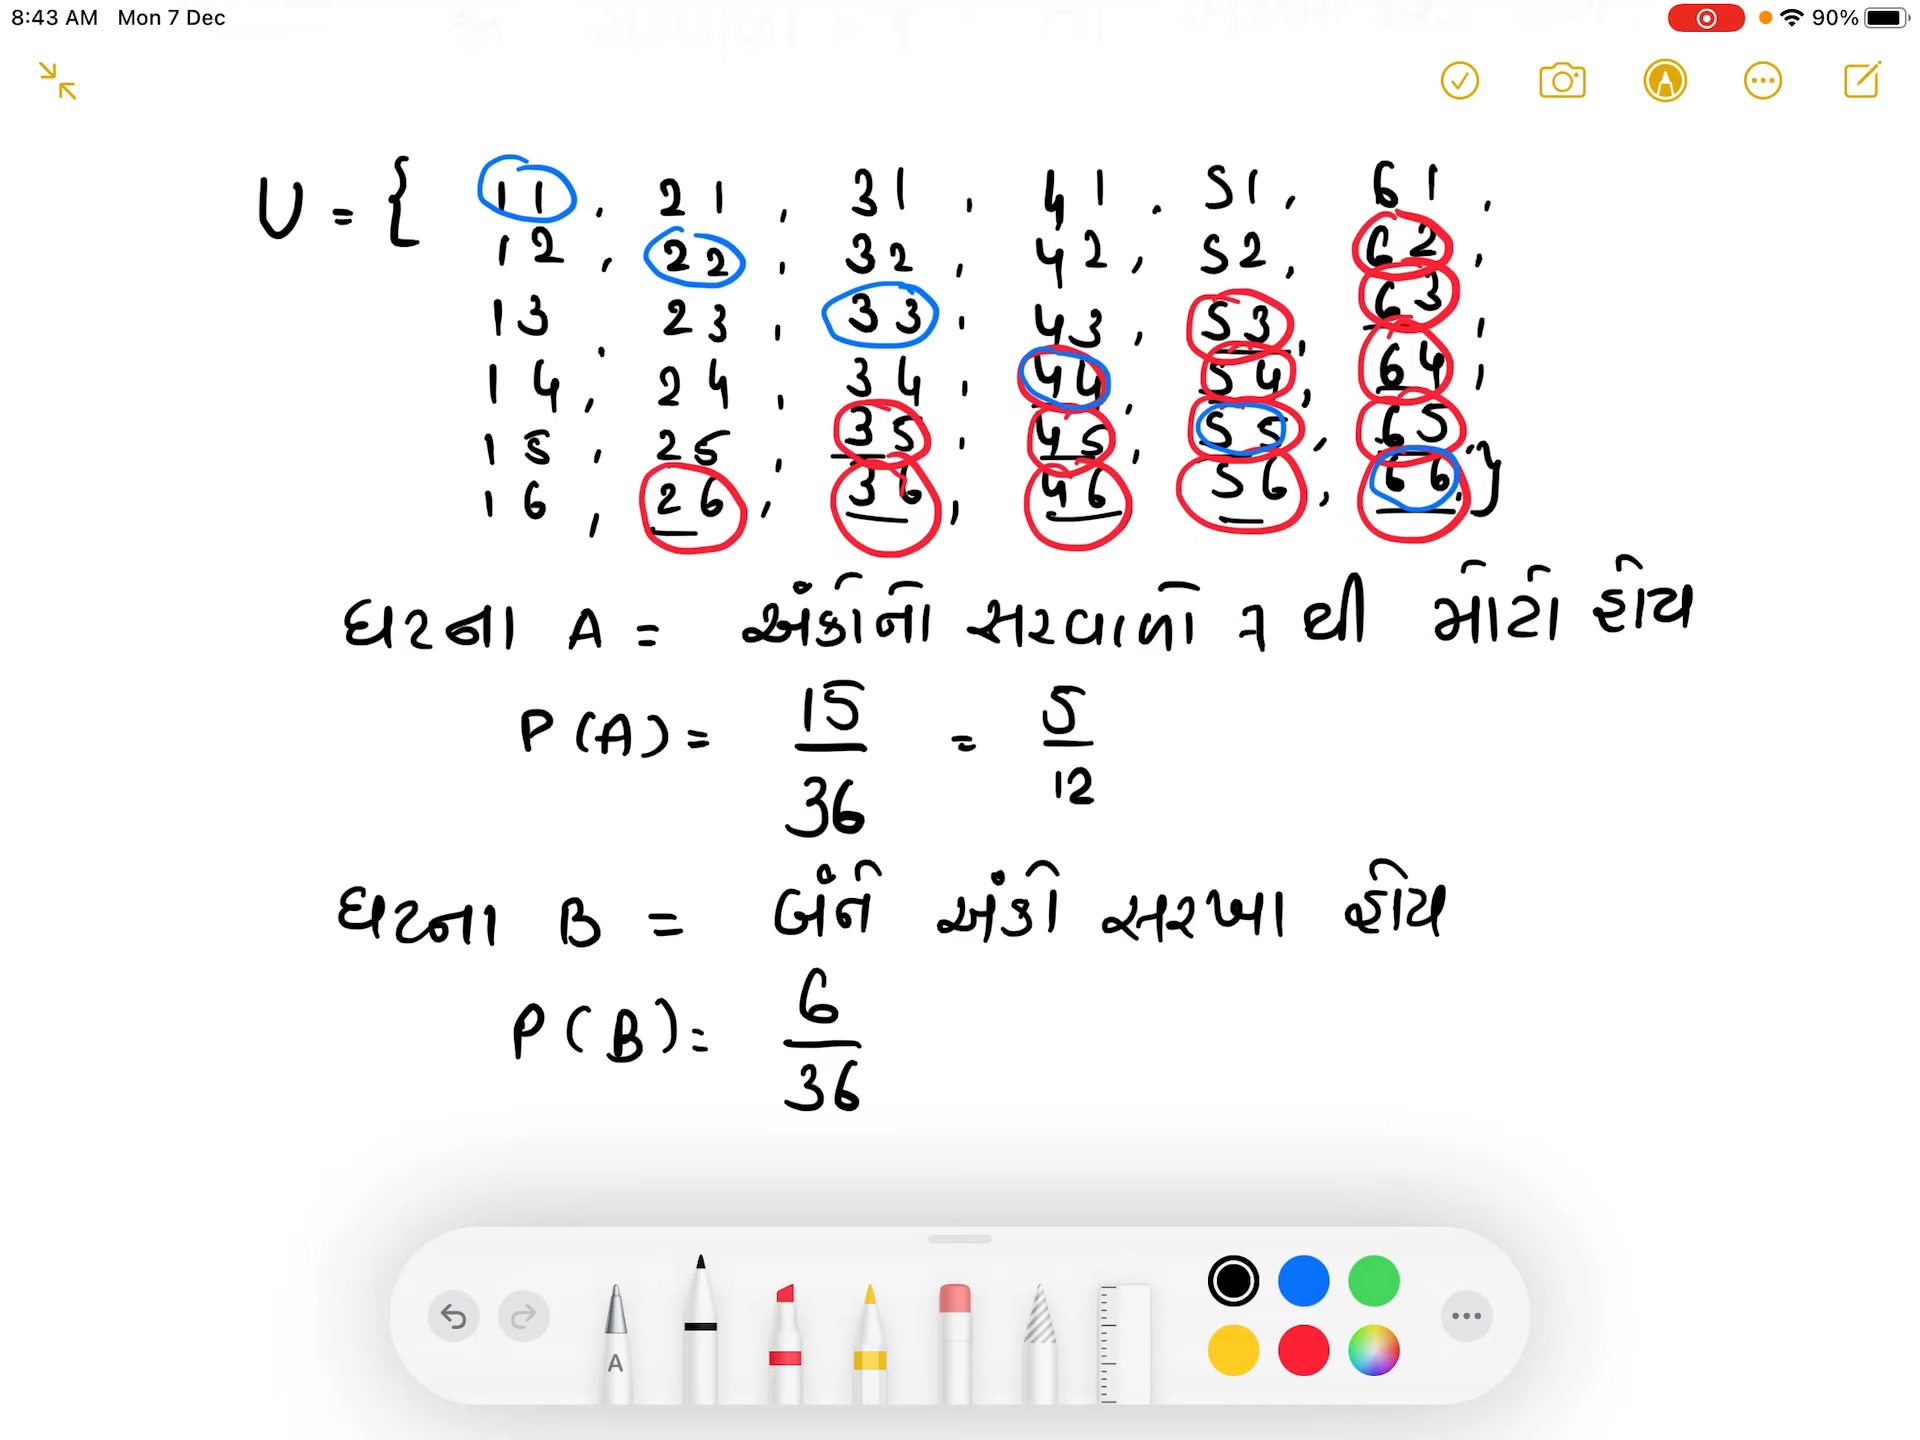 8:43 AM Mon 7 Dec 90%
U = { 11, 21, 31, 41. 51, 61,
12, 22, 32, 42, 52, 62,
13, 23, 33, 43, 53, 63,
14, 24, 34, 44, 54, 64,
15, 25, 35, 45, 55, 65,
16, 26, 36, 46, 56, 66. }
ઘટના A = અંકોનો સરવાળો 7 થી મોટો હોય
P (A) = 15/36 = 5/12
ઘટના B = બંને અંકો સરખા હોય
P (B) = 6/36
A